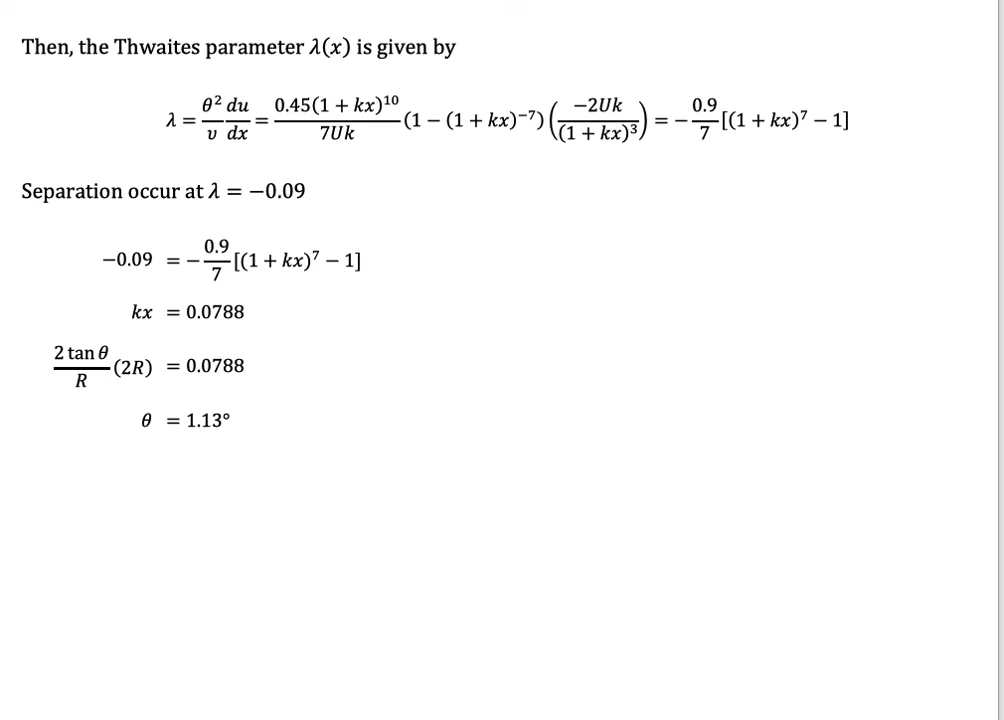 Then, the Thwaites parameter λ(x) is given by
λ = θ²/υ du/dx = 0.45(1 + kx)¹⁰/7Uk (1 − (1 + kx)⁻⁷)(−2Uk/(1 + kx)³) = −0.9/7 [(1 + kx)⁷ − 1]
Separation occur at λ = −0.09
−0.09 = −0.9/7 [(1 + kx)⁷ − 1]
kx = 0.0788
2 tan θ/R (2R) = 0.0788
θ = 1.13°